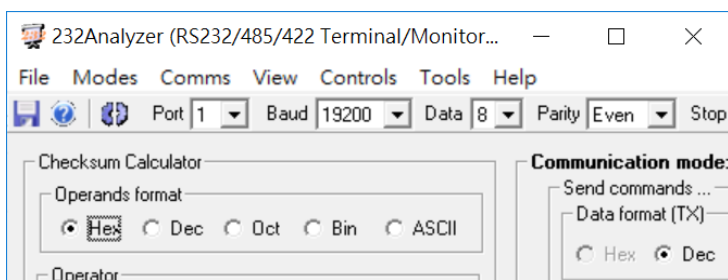 232Analyzer (RS232/485/422 Terminal/Monitor...
File Modes Comms View Controls Tools Help
Port 1 Baud 19200 Data 8 Parity Even Stop
Checksum Calculator
Operands format
Hex Dec Oct Bin ASCII
Operator
Communication mode:
Send commands ...
Data format (TX)
Hex Dec